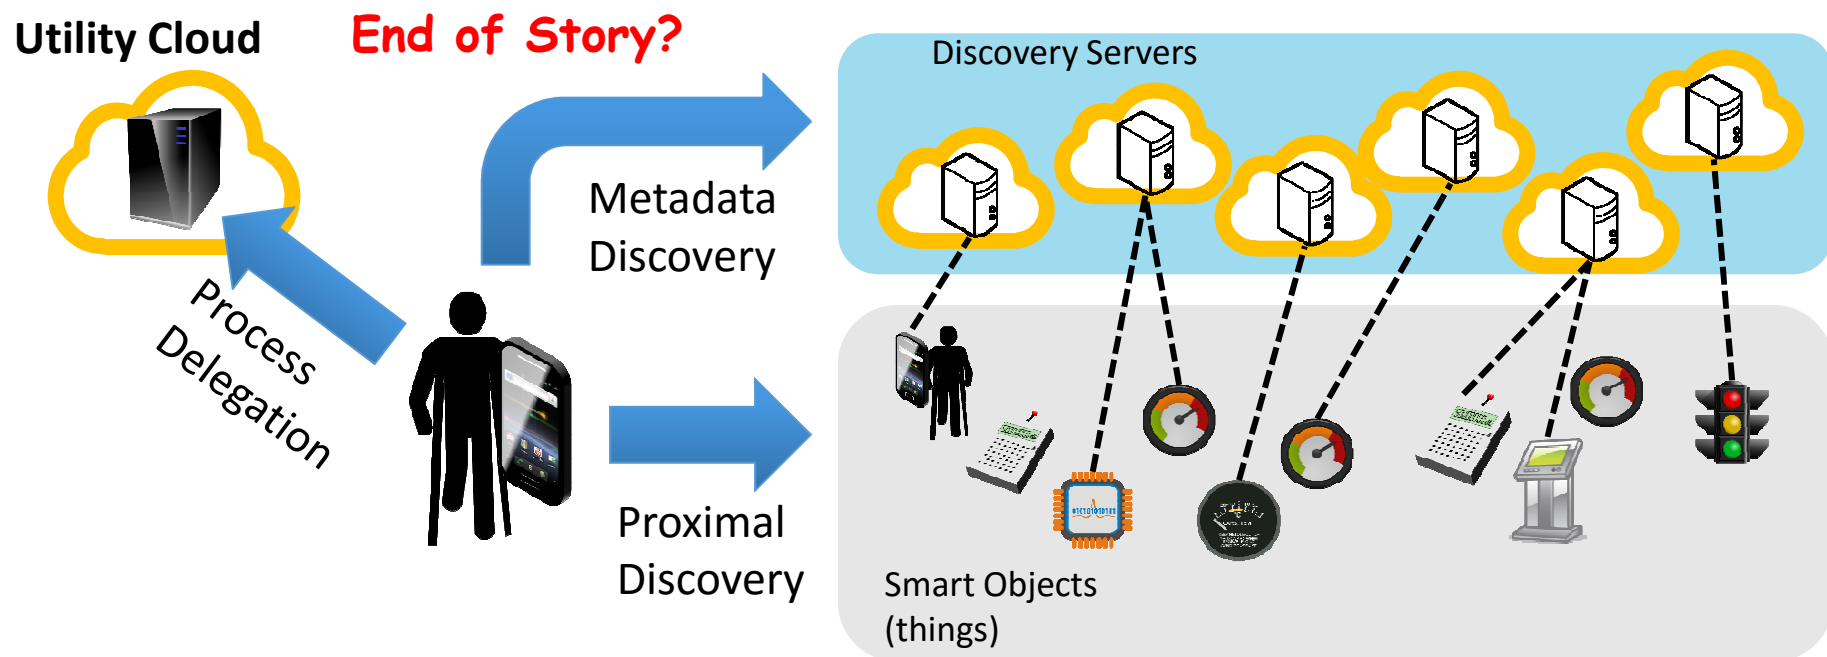 Utility Cloud
End of Story?
Discovery Servers
Metadata
Discovery
Process
Delegation
Proximal
Discovery
Smart Objects
(things)